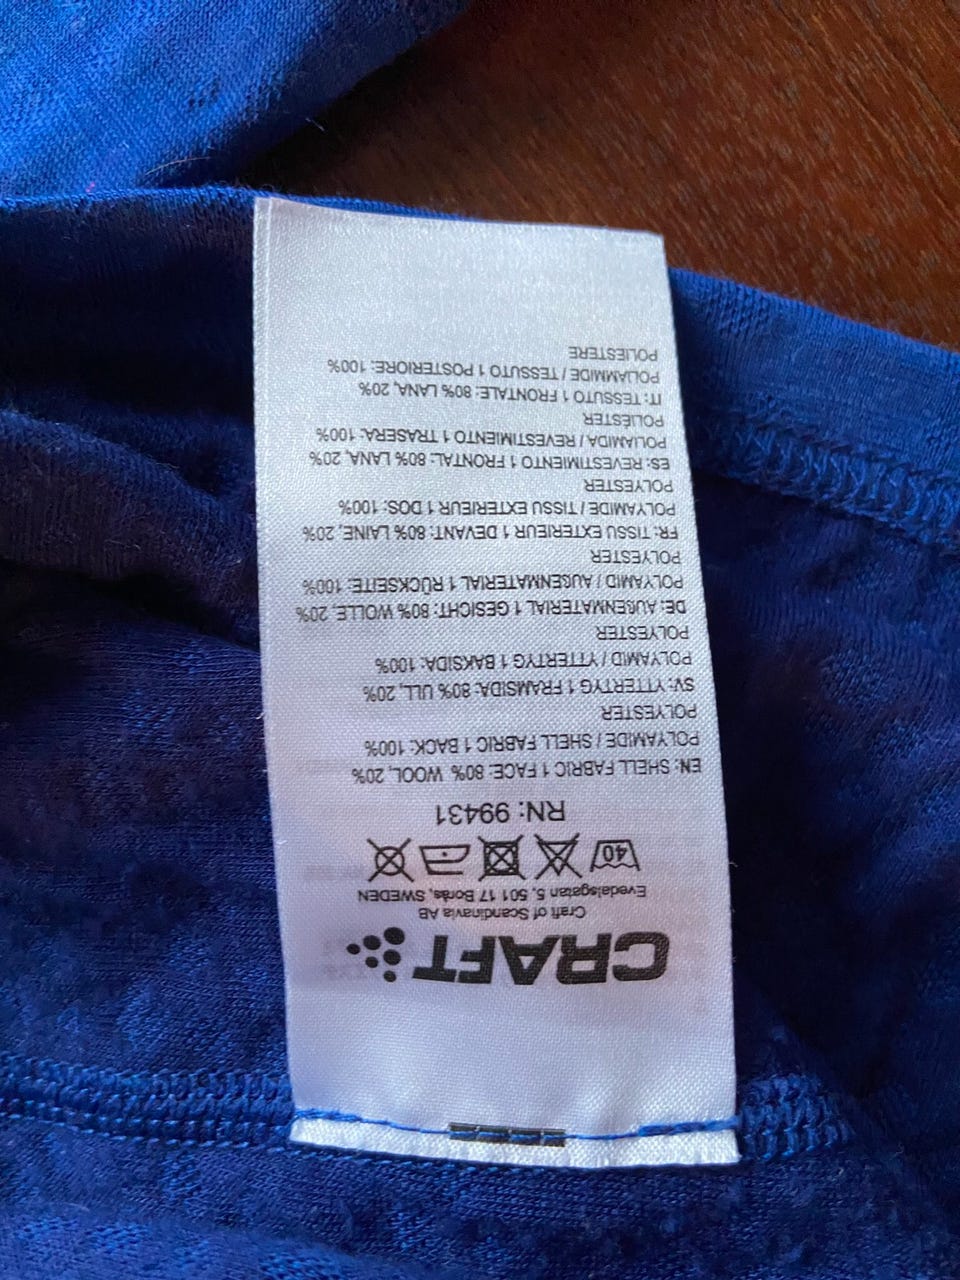 CRAFT
Craft of Scandinavia AB
Evedalsgatan 5, 501 17 Borås, SWEDEN
40
RN: 99431
EN: SHELL FABRIC 1 FACE: 80% WOOL, 20%
POLYAMIDE / SHELL FABRIC 1 BACK: 100%
POLYESTER
SV: YTTERTYG 1 FRAMSIDA: 80% ULL, 20%
POLYAMID / YTTERTYG 1 BAKSIDA: 100%
POLYESTER
DE: AUßENMATERIAL 1 GESICHT: 80% WOLLE, 20%
POLYAMID / AUßENMATERIAL 1 RÜCKSEITE: 100%
POLYESTER
FR: TISSU EXTERIEUR 1 DEVANT: 80% LAINE, 20%
POLYAMIDE / TISSU EXTERIEUR 1 DOS: 100%
POLYESTER
ES: REVESTIMIENTO 1 FRONTAL: 80% LANA, 20%
POLIAMIDA / REVESTIMIENTO 1 TRASERA: 100%
POLIESTER
IT: TESSUTO 1 FRONTALE: 80% LANA, 20%
POLIAMMIDE / TESSUTO 1 POSTERIORE: 100%
POLIESTERE